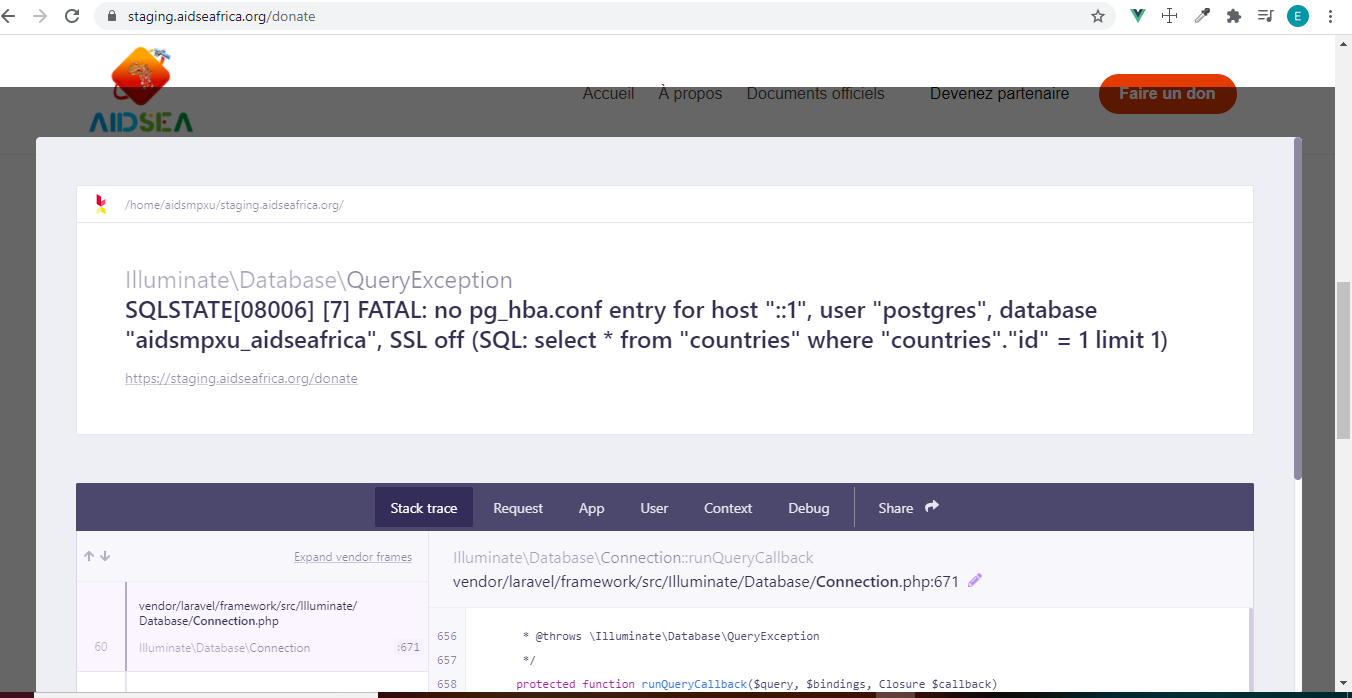 staging.aidseafrica.org/donate
E
AIDSEA
Accueil À propos Documents officiels Devenez partenaire Faire un don
/home/aidsmpxu/staging.aidseafrica.org/
Illuminate\Database\QueryException
SQLSTATE[08006] [7] FATAL: no pg_hba.conf entry for host "::1", user "postgres", database
"aidsmpxu_aidseafrica", SSL off (SQL: select * from "countries" where "countries"."id" = 1 limit 1)
https://staging.aidseafrica.org/donate
Stack trace Request App User Context Debug Share
Expand vendor frames
vendor/laravel/framework/src/Illuminate/
Database/Connection.php
60 Illuminate\Database\Connection :671
Illuminate\Database\Connection::runQueryCallback
vendor/laravel/framework/src/Illuminate/Database/Connection.php:671
656 * @throws \Illuminate\Database\QueryException
657 */
658 protected function runQueryCallback($query, $bindings, Closure $callback)